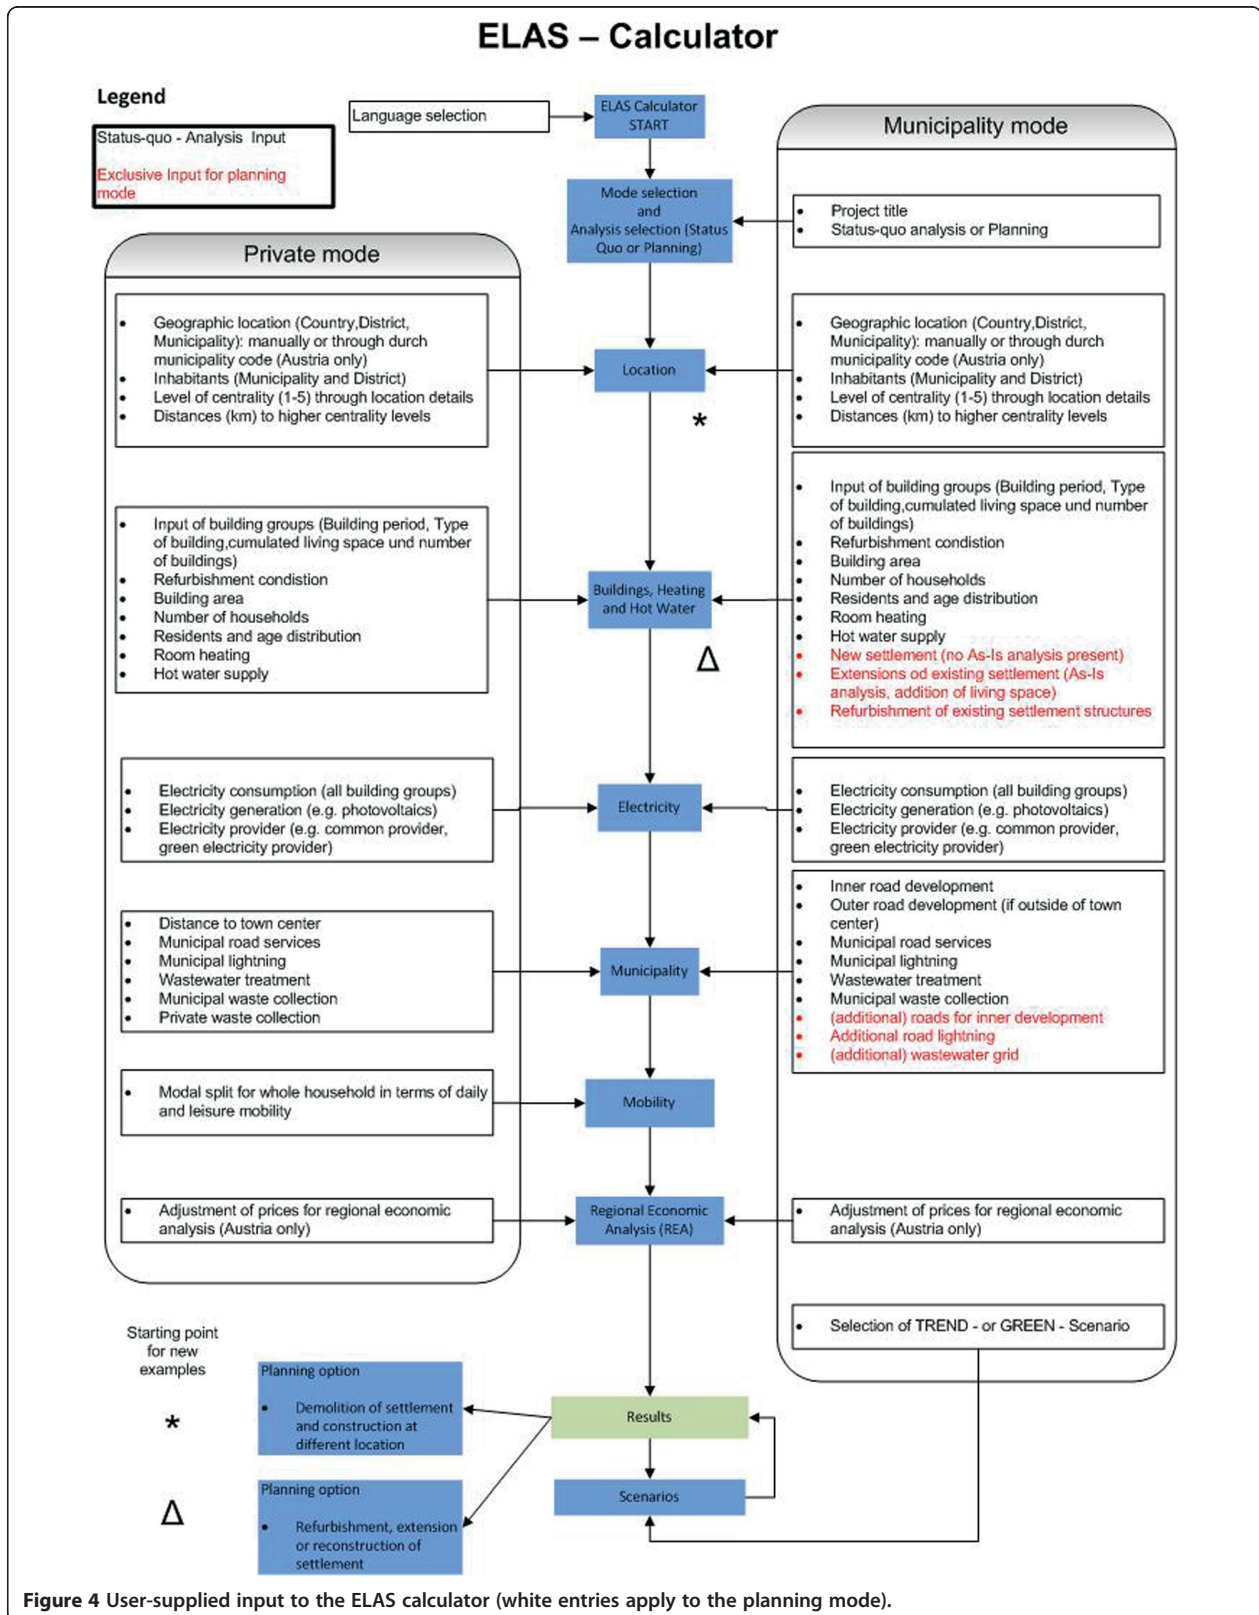 ELAS – Calculator
Legend
Status-quo - Analysis Input
Exclusive Input for planning
mode
Language selection
ELAS Calculator
START
Mode selection
and
Analysis selection (Status
Quo or Planning)
Municipality mode
• Project title
• Status-quo analysis or Planning
Private mode
• Geographic location (Country,District,
Municipality): manually or through durch
municipality code (Austria only)
• Inhabitants (Municipality and District)
• Level of centrality (1-5) through location details
• Distances (km) to higher centrality levels
Location
*
• Geographic location (Country,District,
Municipality): manually or through durch
municipality code (Austria only)
• Inhabitants (Municipality and District)
• Level of centrality (1-5) through location details
• Distances (km) to higher centrality levels
• Input of building groups (Building period, Type
of building,cumulated living space und number
of buildings)
• Refurbishment condistion
• Building area
• Number of households
• Residents and age distribution
• Room heating
• Hot water supply
Buildings, Heating
and Hot Water
Δ
• Input of building groups (Building period, Type
of building,cumulated living space und number
of buildings)
• Refurbishment condistion
• Building area
• Number of households
• Residents and age distribution
• Room heating
• Hot water supply
• New settlement (no As-Is analysis present)
• Extensions od existing settlement (As-Is
analysis, addition of living space)
• Refurbishment of existing settlement structures
• Electricity consumption (all building groups)
• Electricity generation (e.g. photovoltaics)
• Electricity provider (e.g. common provider,
green electricity provider)
Electricity
• Electricity consumption (all building groups)
• Electricity generation (e.g. photovoltaics)
• Electricity provider (e.g. common provider,
green electricity provider)
• Distance to town center
• Municipal road services
• Municipal lightning
• Wastewater treatment
• Municipal waste collection
• Private waste collection
Municipality
• Inner road development
• Outer road development (if outside of town
center)
• Municipal road services
• Municipal lightning
• Wastewater treatment
• Municipal waste collection
• (additional) roads for inner development
• Additional road lightning
• (additional) wastewater grid
• Modal split for whole household in terms of daily
and leisure mobility
Mobility
• Adjustment of prices for regional economic
analysis (Austria only)
Regional Economic
Analysis (REA)
• Adjustment of prices for regional economic
analysis (Austria only)
• Selection of TREND - or GREEN - Scenario
Starting point
for new
examples
*
Planning option
• Demolition of settlement
and construction at
different location
Results
Δ
Planning option
• Refurbishment, extension
or reconstruction of
settlement
Scenarios
Figure 4 User-supplied input to the ELAS calculator (white entries apply to the planning mode).